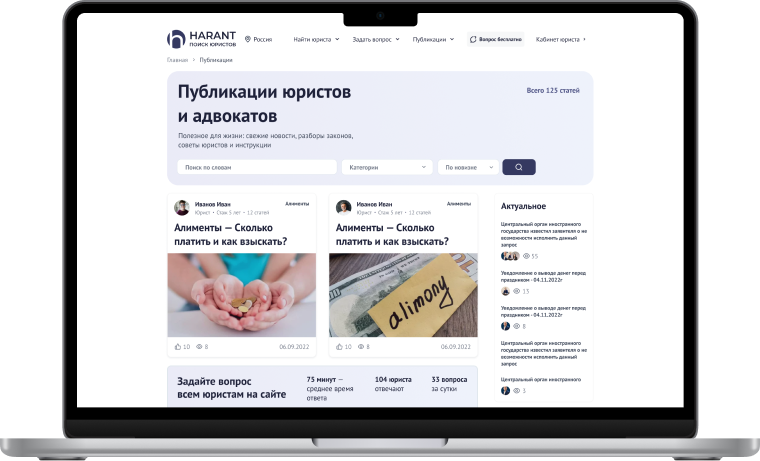 HARANT
ПОИСК ЮРИСТОВ
Россия
Найти юриста
Задать вопрос
Публикации
Вопрос бесплатно
Кабинет юриста
Главная
Публикации
Публикации юристов
и адвокатов
Всего 125 статей
Полезное для жизни: свежие новости, разборы законов,
советы юристов и инструкции
Поиск по словам
Категории
По новизне
Иванов Иван
Алименты
Юрист • Стаж 5 лет • 12 статей
Алименты — Сколько
платить и как взыскать?
10
8
06.09.2022
Иванов Иван
Алименты
Юрист • Стаж 5 лет • 12 статей
Алименты — Сколько
платить и как взыскать?
alimony
10
8
06.09.2022
Актуальное
Центральный орган иностранного
государства известил заявителя о не
возможности исполнить данный
запрос
55
Уведомление о выводе денег перед
праздником - 04.11.2022г
13
Уведомление о выводе денег перед
праздником - 04.11.2022г
8
Центральный орган иностранного
государства известил заявителя о не
возможности исполнить данный
запрос
Центральный орган иностранного
3
Задайте вопрос
всем юристам на сайте
75 минут —
среднее время
ответа
104 юриста
отвечают
33 вопроса
за сутки